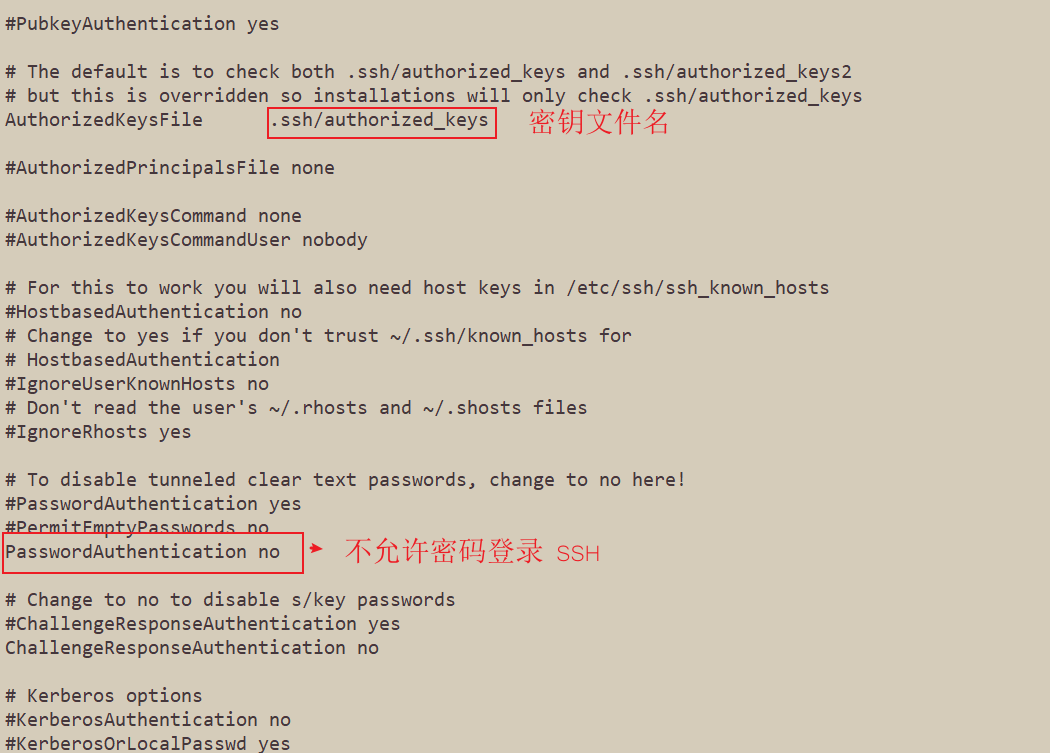 #PubkeyAuthentication yes
# The default is to check both .ssh/authorized_keys and .ssh/authorized_keys2
# but this is overridden so installations will only check .ssh/authorized_keys
AuthorizedKeysFile .ssh/authorized_keys 密钥文件名
#AuthorizedPrincipalsFile none
#AuthorizedKeysCommand none
#AuthorizedKeysCommandUser nobody
# For this to work you will also need host keys in /etc/ssh/ssh_known_hosts
#HostbasedAuthentication no
# Change to yes if you don't trust ~/.ssh/known_hosts for
# HostbasedAuthentication
#IgnoreUserKnownHosts no
# Don't read the user's ~/.rhosts and ~/.shosts files
#IgnoreRhosts yes
# To disable tunneled clear text passwords, change to no here!
#PasswordAuthentication yes
#PermitEmptyPasswords no
PasswordAuthentication no 不允许密码登录 SSH
# Change to no to disable s/key passwords
#ChallengeResponseAuthentication yes
ChallengeResponseAuthentication no
# Kerberos options
#KerberosAuthentication no
#KerberosOrLocalPasswd yes